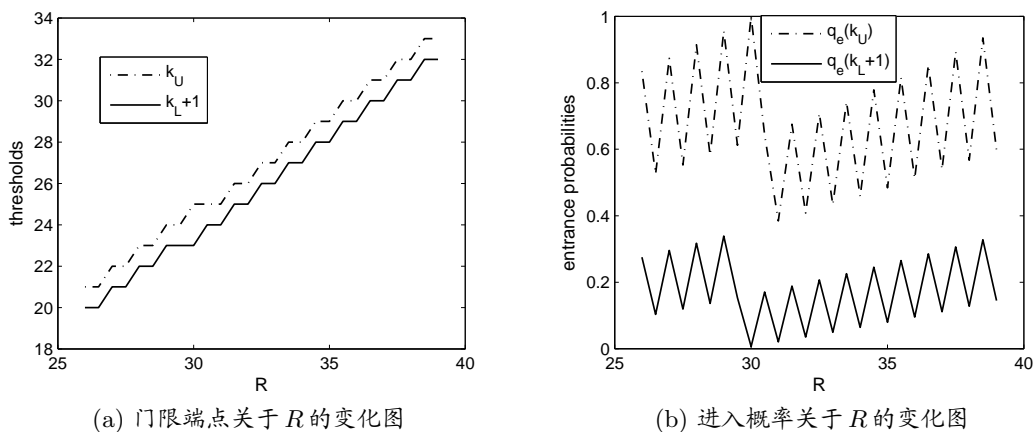 34
32
30
28
26
24
22
20
18
thresholds
k_U
k_L+1
25
30
35
40
R
(a) 门限端点关于 R 的变化图
1
0.8
0.6
0.4
0.2
0
entrance probabilities
q_e(k_U)
q_e(k_L+1)
25
30
35
40
R
(b) 进入概率关于 R 的变化图